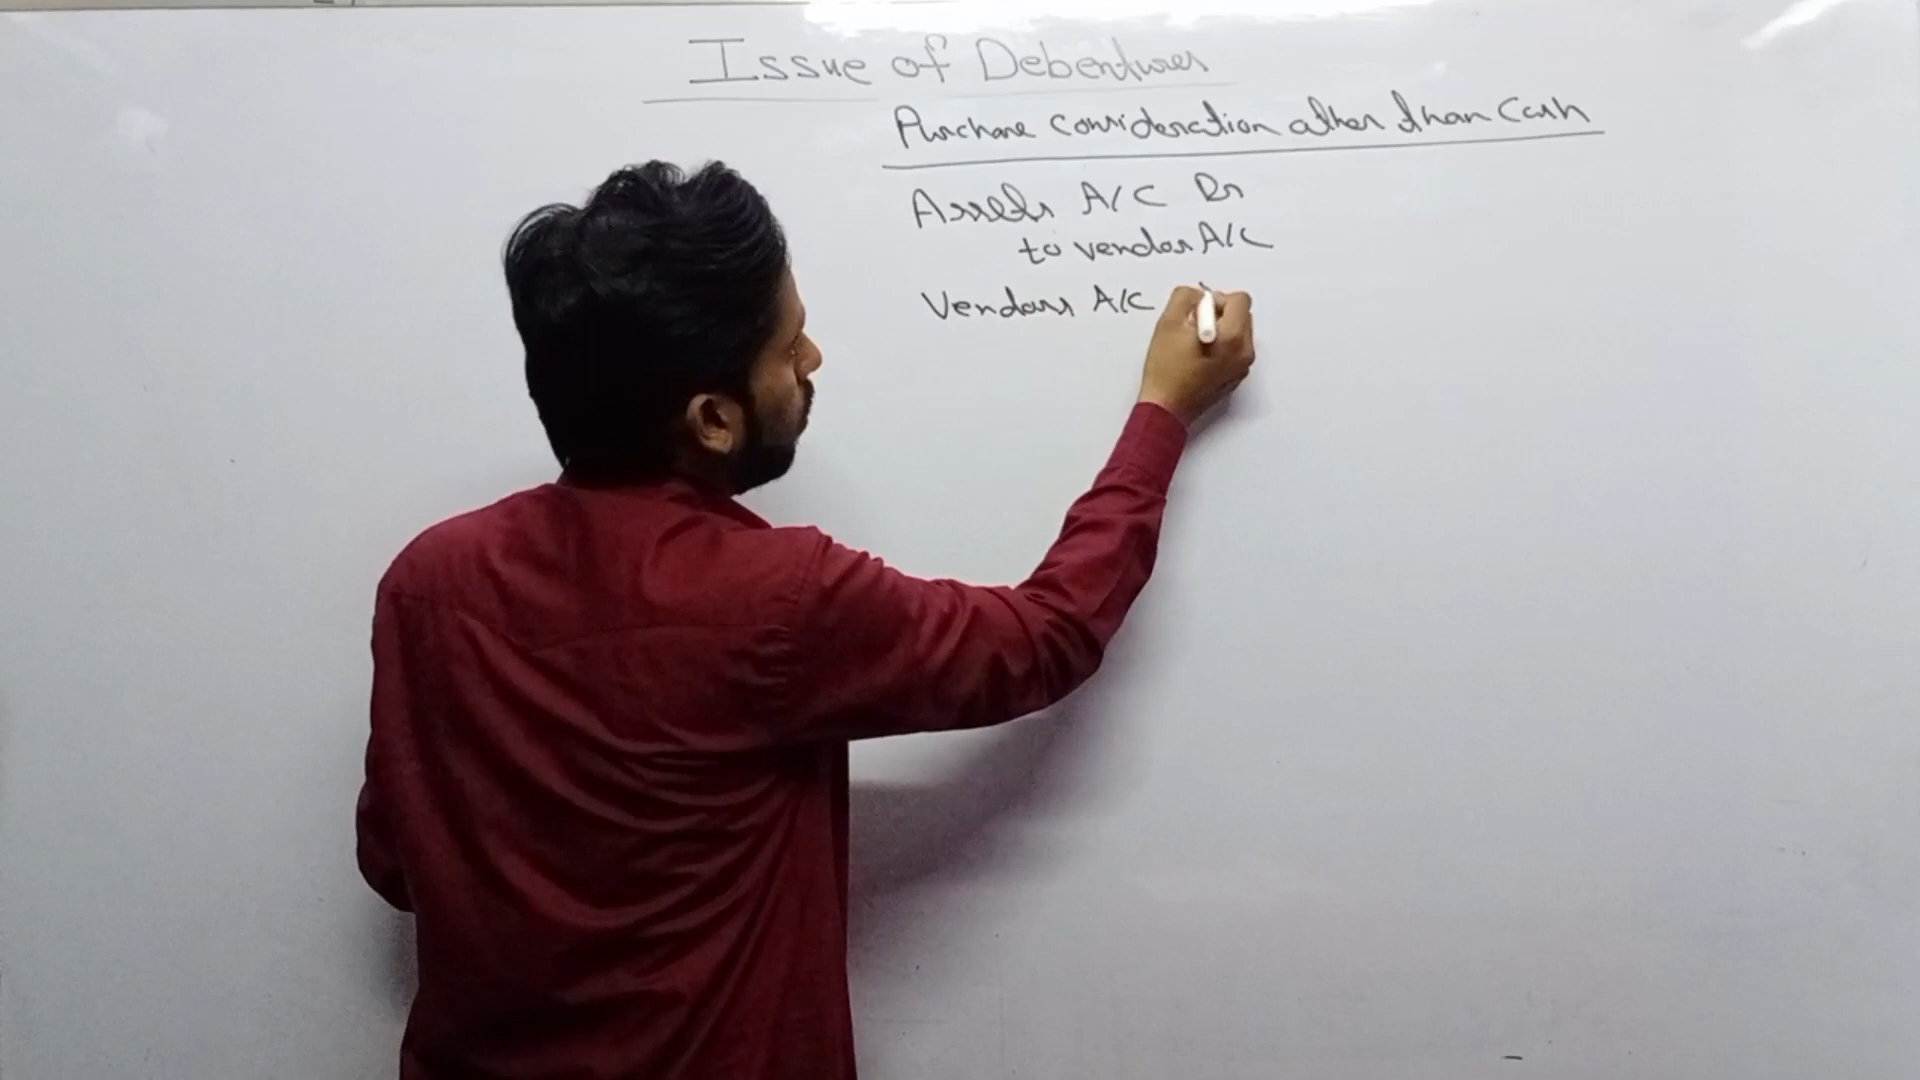 Issue of Debentures
Purchase consideration other than Cash
Assets A/C Dr
to vendor A/C
Vendors A/C